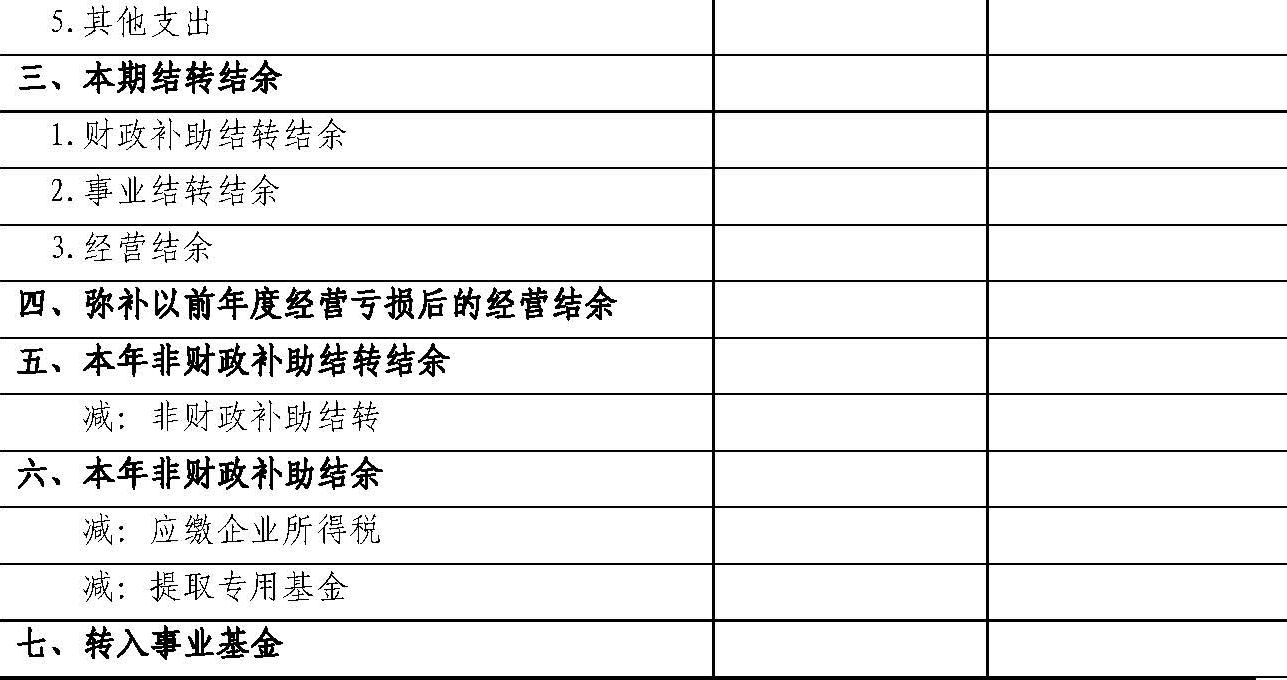 5.其他支出
三、本期结转结余
1.财政补助结转结余
2.事业结转结余
3.经营结余
四、弥补以前年度经营亏损后的经营结余
五、本年非财政补助结转结余
减：非财政补助结转
六、本年非财政补助结余
减：应缴企业所得税
减：提取专用基金
七、转入事业基金